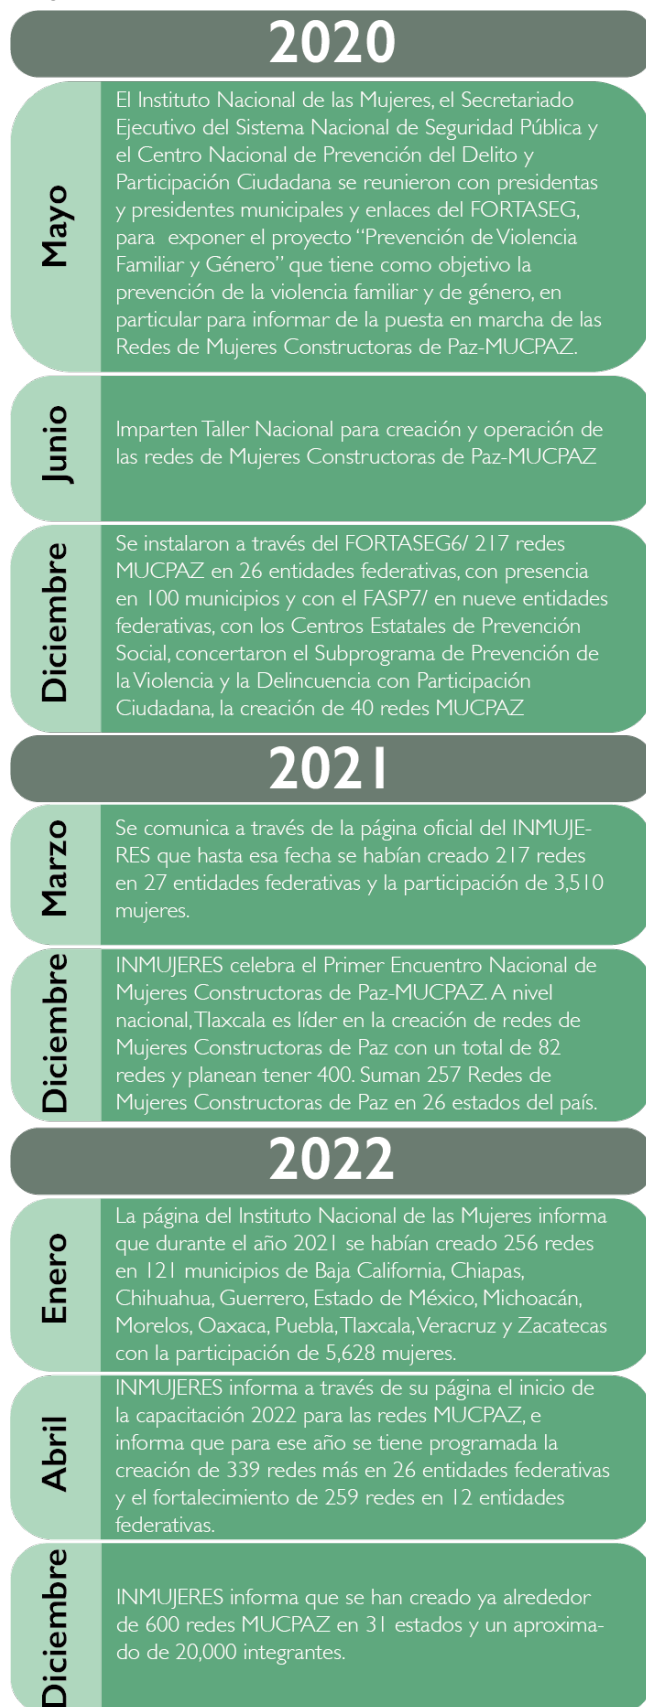 2020
Mayo
El Instituto Nacional de las Mujeres, el Secretariado
Ejecutivo del Sistema Nacional de Seguridad Pública y
el Centro Nacional de Prevención del Delito y
Participación Ciudadana se reunieron con presidentas
y presidentes municipales y enlaces del FORTASEG,
para exponer el proyecto “Prevención de Violencia
Familiar y Género” que tiene como objetivo la
prevención de la violencia familiar y de género, en
particular para informar de la puesta en marcha de las
Redes de Mujeres Constructoras de Paz-MUCPAZ.
Junio
Imparten Taller Nacional para creación y operación de
las redes de Mujeres Constructoras de Paz-MUCPAZ
Diciembre
Se instalaron a través del FORTASEG6/ 217 redes
MUCPAZ en 26 entidades federativas, con presencia
en 100 municipios y con el FASP7/ en nueve entidades
federativas, con los Centros Estatales de Prevención
Social, concertaron el Subprograma de Prevención de
la Violencia y la Delincuencia con Participación
Ciudadana, la creación de 40 redes MUCPAZ
2021
Marzo
Se comunica a través de la página oficial del INMUJE-
RES que hasta esa fecha se habían creado 217 redes
en 27 entidades federativas y la participación de 3,510
mujeres.
Diciembre
INMUJERES celebra el Primer Encuentro Nacional de
Mujeres Constructoras de Paz-MUCPAZ. A nivel
nacional, Tlaxcala es líder en la creación de redes de
Mujeres Constructoras de Paz con un total de 82
redes y planean tener 400. Suman 257 Redes de
Mujeres Constructoras de Paz en 26 estados del país.
2022
Enero
La página del Instituto Nacional de las Mujeres informa
que durante el año 2021 se habían creado 256 redes
en 121 municipios de Baja California, Chiapas,
Chihuahua, Guerrero, Estado de México, Michoacán,
Morelos, Oaxaca, Puebla, Tlaxcala, Veracruz y Zacatecas
con la participación de 5,628 mujeres.
Abril
INMUJERES informa a través de su página el inicio de
la capacitación 2022 para las redes MUCPAZ, e
informa que para ese año se tiene programada la
creación de 339 redes más en 26 entidades federativas
y el fortalecimiento de 259 redes en 12 entidades
federativas.
Diciembre
INMUJERES informa que se han creado ya alrededor
de 600 redes MUCPAZ en 31 estados y un aproxima-
do de 20,000 integrantes.